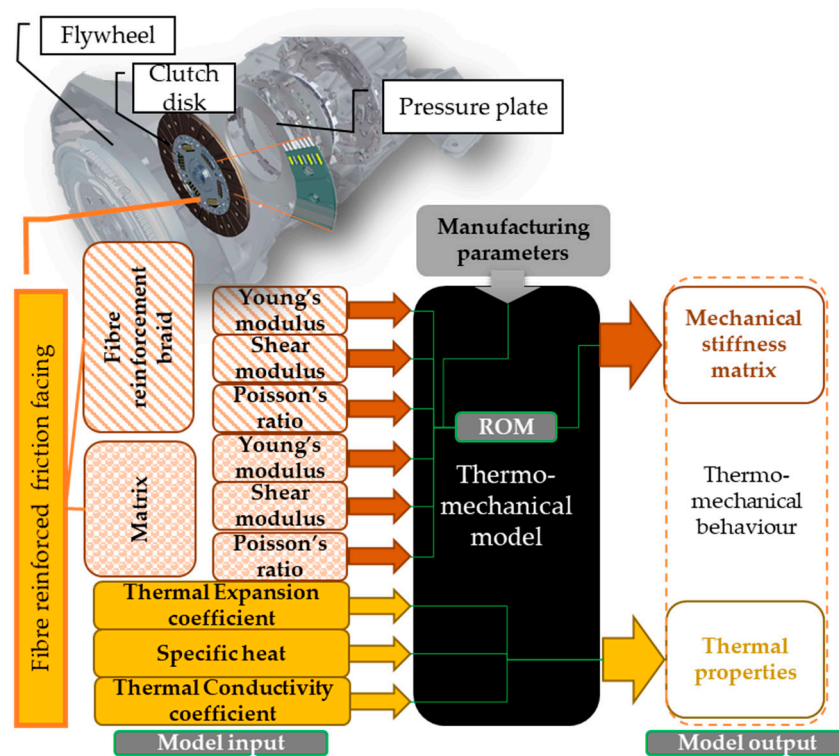 Flywheel
Clutch
disk
Pressure plate
Manufacturing
parameters
Fibre reinforced friction facing
Fibre
reinforcement
braid
Matrix
Young's
modulus
Shear
modulus
Poisson's
ratio
Young's
modulus
Shear
modulus
Poisson's
ratio
Thermal Expansion
coefficient
Specific heat
Thermal Conductivity
coefficient
Model input
ROM
Thermo-
mechanical
model
Mechanical
stiffness
matrix
Thermo-
mechanical
behaviour
Thermal
properties
Model output